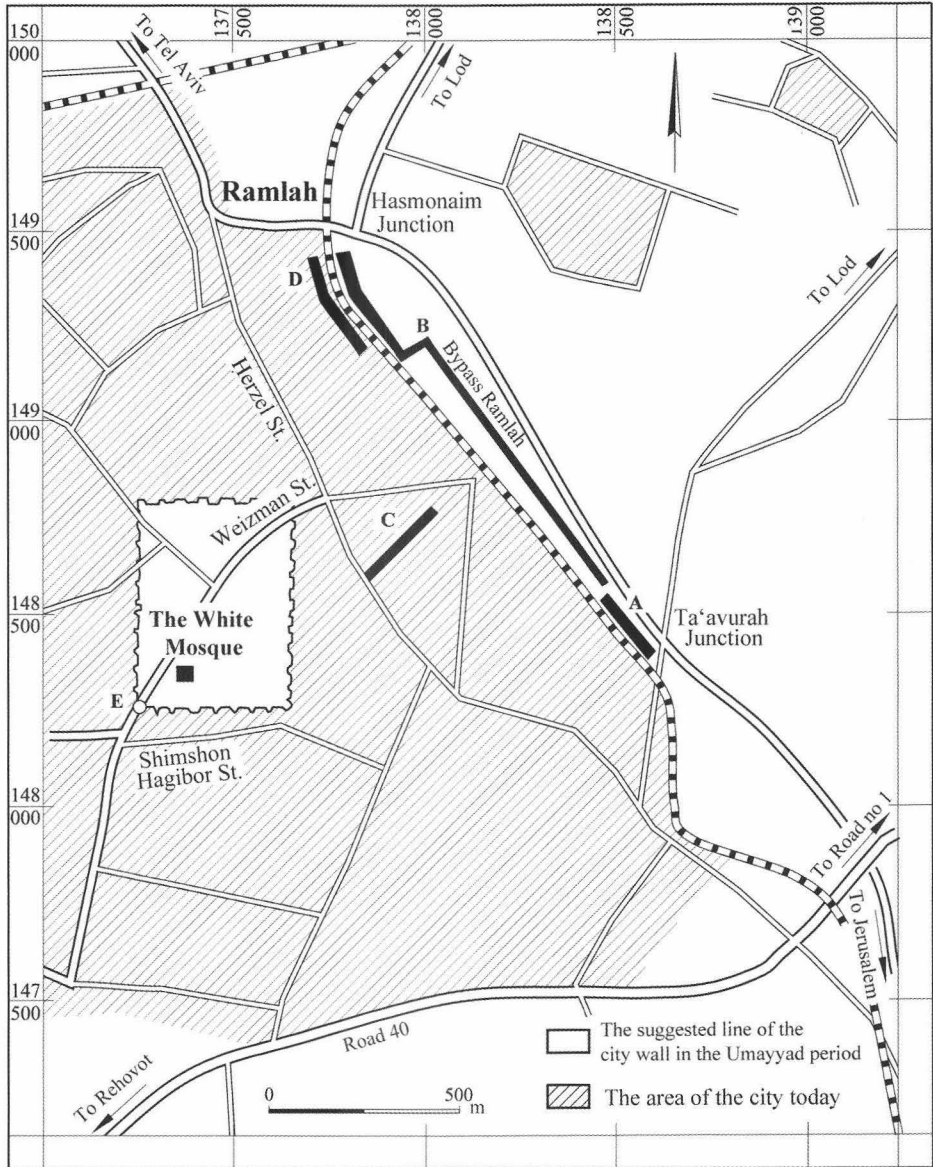 137
500
138
000
138
500
139
000
150
000
To Tel Aviv
To Lod
Ramlah
Hasmonaim
Junction
149
500
To Lod
D
B
Bypass Ramlah
Herzel St.
149
000
Weizman St.
C
148
500
A
Ta‘avurah
Junction
The White
Mosque
E
Shimshon
Hagibor St.
148
000
To Road no 1
To Jerusalem
147
500
Road 40
The suggested line of the
city wall in the Umayyad period
To Rehovot
0 500
m
The area of the city today